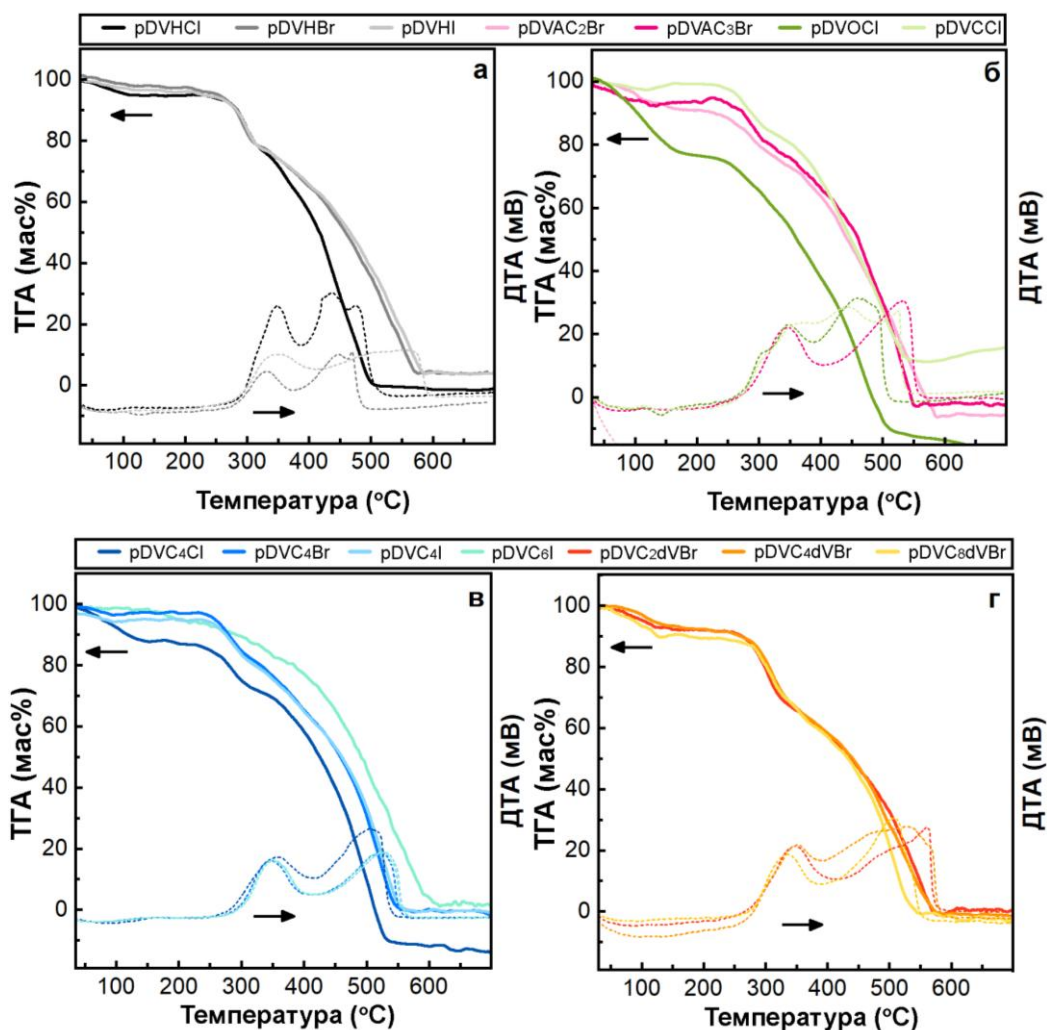 pDVHCl pDVHBr pDVHI pDVAC₂Br pDVAC₃Br pDVOCl pDVCCl
а
ТГА (мас%)
100
80
60
40
20
0
100 200 300 400 500 600
Температура (°C)
ДТА (мВ)
б
ТГА (мас%)
100
80
60
40
20
0
100 200 300 400 500 600
Температура (°C)
ДТА (мВ)
pDVC₄Cl pDVC₄Br pDVC₄I pDVC₆I pDVC₂dVBr pDVC₄dVBr pDVC₈dVBr
в
ТГА (мас%)
100
80
60
40
20
0
100 200 300 400 500 600
Температура (°C)
ДТА (мВ)
г
ТГА (мас%)
100
80
60
40
20
0
100 200 300 400 500 600
Температура (°C)
ДТА (мВ)